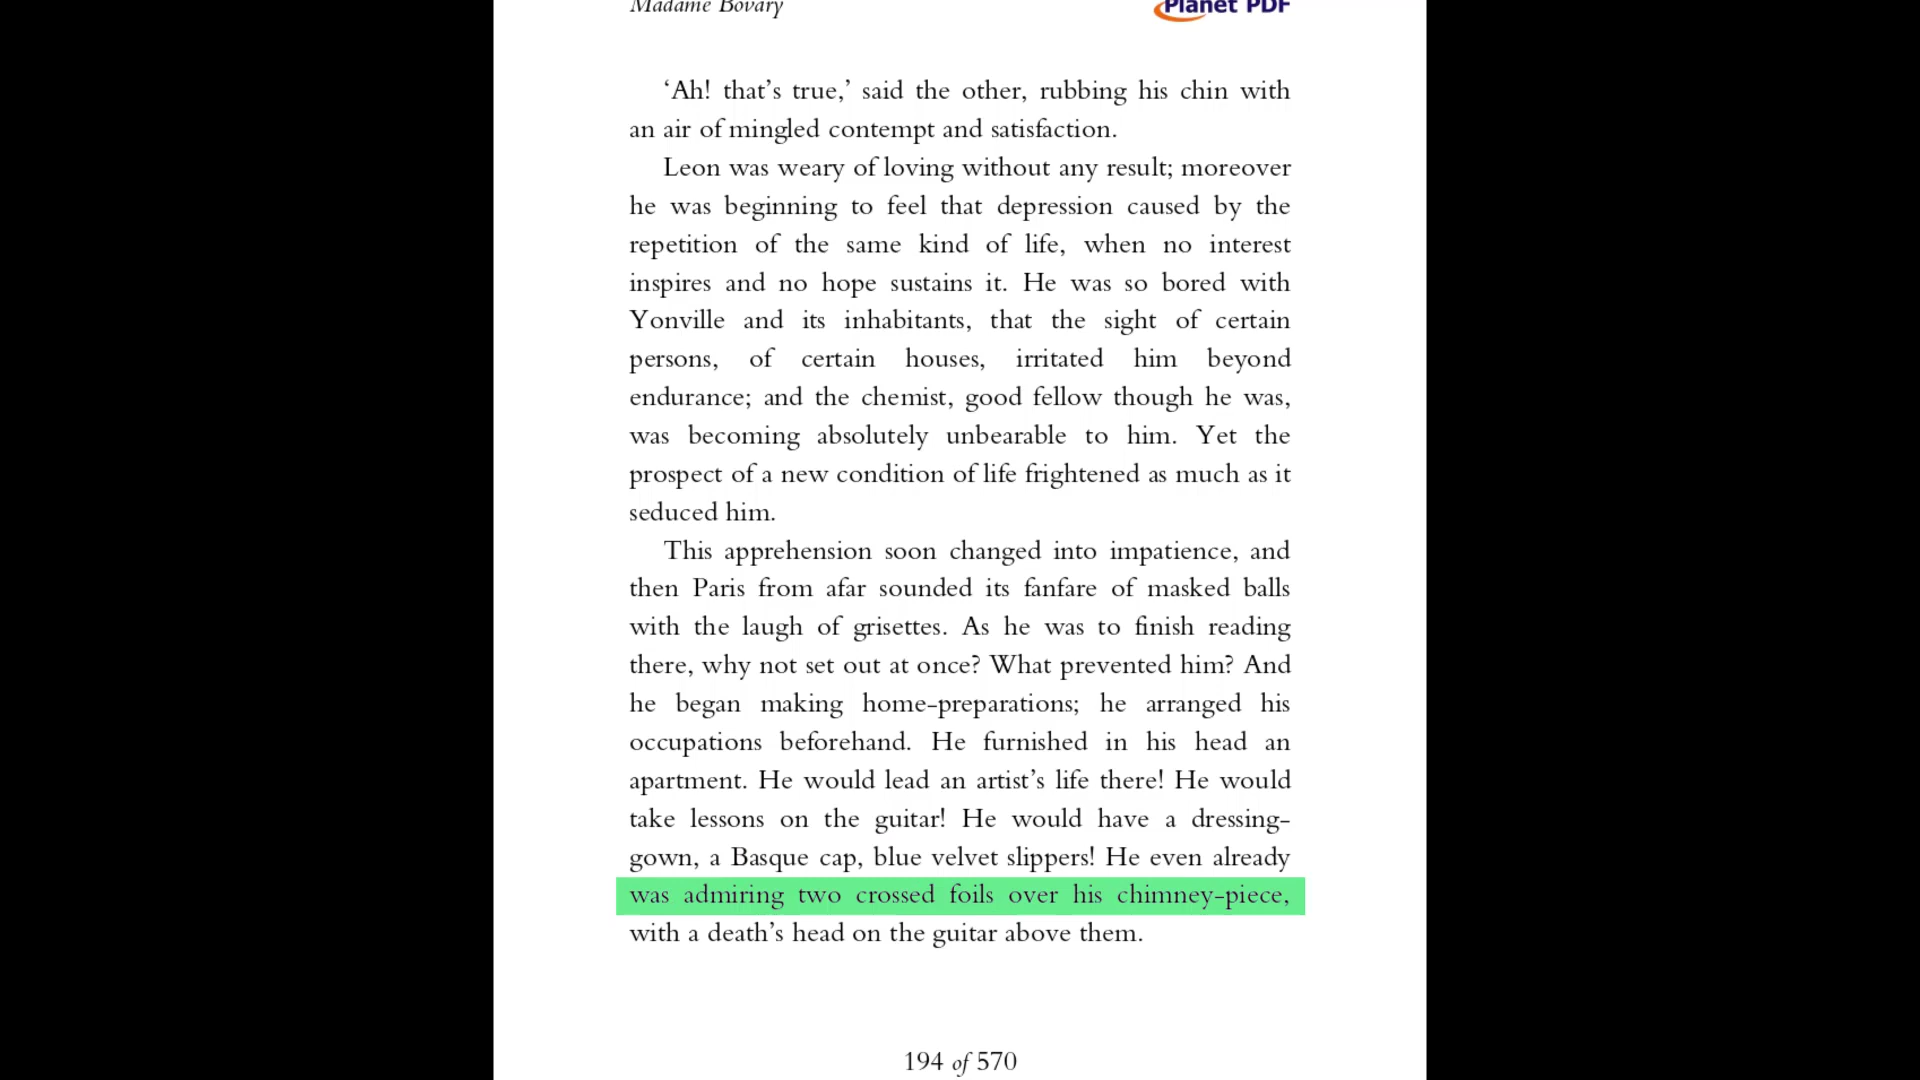 Madame Bovary
Planet PDF
‘Ah! that’s true,’ said the other, rubbing his chin with
an air of mingled contempt and satisfaction.
Leon was weary of loving without any result; moreover
he was beginning to feel that depression caused by the
repetition of the same kind of life, when no interest
inspires and no hope sustains it. He was so bored with
Yonville and its inhabitants, that the sight of certain
persons, of certain houses, irritated him beyond
endurance; and the chemist, good fellow though he was,
was becoming absolutely unbearable to him. Yet the
prospect of a new condition of life frightened as much as it
seduced him.
This apprehension soon changed into impatience, and
then Paris from afar sounded its fanfare of masked balls
with the laugh of grisettes. As he was to finish reading
there, why not set out at once? What prevented him? And
he began making home-preparations; he arranged his
occupations beforehand. He furnished in his head an
apartment. He would lead an artist’s life there! He would
take lessons on the guitar! He would have a dressing-
gown, a Basque cap, blue velvet slippers! He even already
was admiring two crossed foils over his chimney-piece,
with a death’s head on the guitar above them.
194 of 570